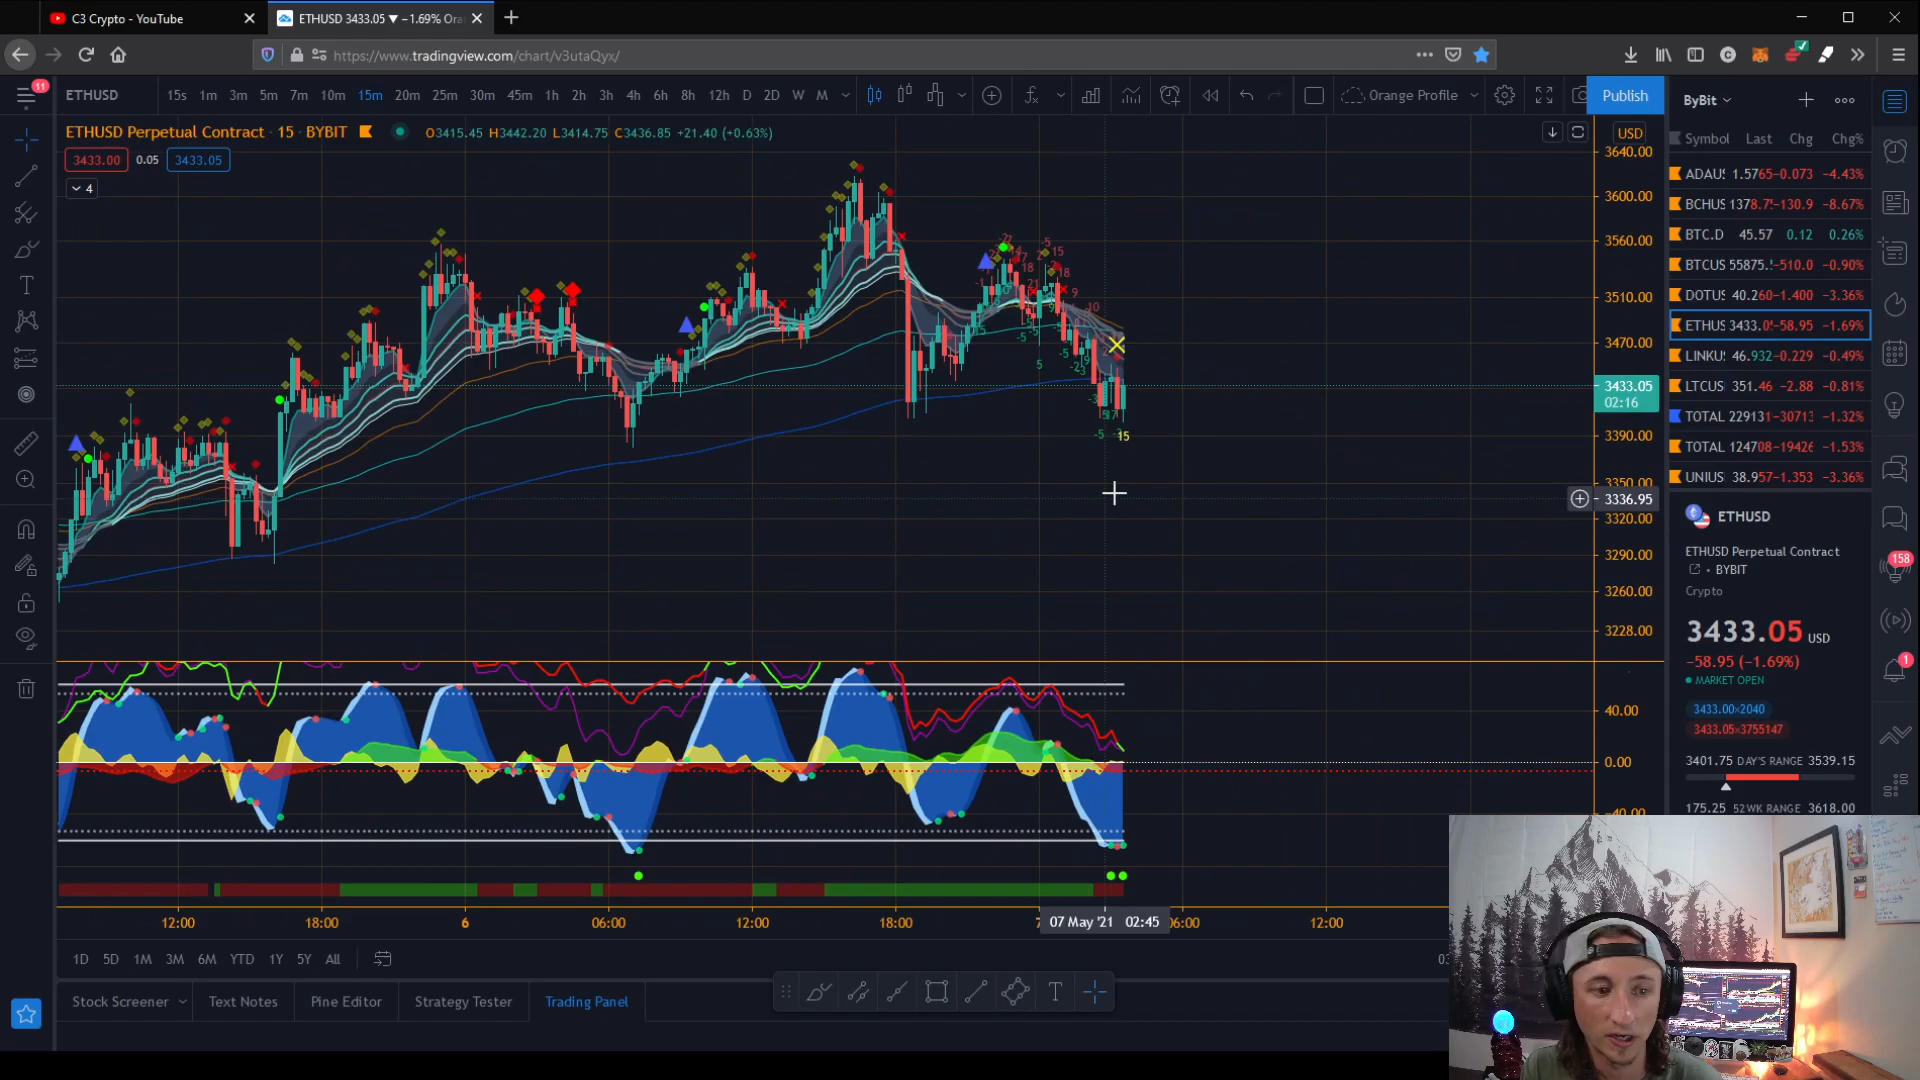 C3 Crypto - YouTube
ETHUSD 3433.05 ▼ −1.69% Ora
https://www.tradingview.com/chart/v3utaQyx/
11
ETHUSD 15s 1m 3m 5m 7m 10m 15m 20m 25m 30m 45m 1h 2h 3h 4h 6h 8h 12h D 2D W M Orange Profile Publish
ETHUSD Perpetual Contract · 15 · BYBIT O3415.45 H3442.20 L3414.75 C3436.85 +21.40 (+0.63%)
3433.00 0.05 3433.05
4
USD
3640.00
3600.00
3560.00
3510.00
3470.00
3433.05
02:16
3390.00
3350.00
3336.95
3320.00
3290.00
3260.00
3228.00
40.00
0.00
−40.00
12:00 18:00 6 06:00 12:00 18:00 7 07 May '21 02:45 06:00 12:00
1D 5D 1M 3M 6M YTD 1Y 5Y All
Stock Screener Text Notes Pine Editor Strategy Tester Trading Panel
ByBit
Symbol Last Chg Chg%
ADAUS 1.5765 −0.073 −4.43%
BCHUS 1378.7 −130.9 −8.67%
BTC.D 45.57 0.12 0.26%
BTCUS 55875. −510.0 −0.90%
DOTUS 40.260 −1.400 −3.36%
ETHUS 3433.0 −58.95 −1.69%
LINKU 46.932 −0.229 −0.49%
LTCUS 351.46 −2.88 −0.81%
TOTAL 229131 −30713 −1.32%
TOTAL 124708 −19426 −1.53%
UNIUS 38.957 −1.353 −3.36%
ETHUSD
ETHUSD Perpetual Contract
BYBIT
Crypto
3433.05 USD
−58.95 (−1.69%)
MARKET OPEN
3433.00×2040
3433.05×3755147
3401.75 DAY'S RANGE 3539.15
175.25 52 WK RANGE 3618.00
158
1